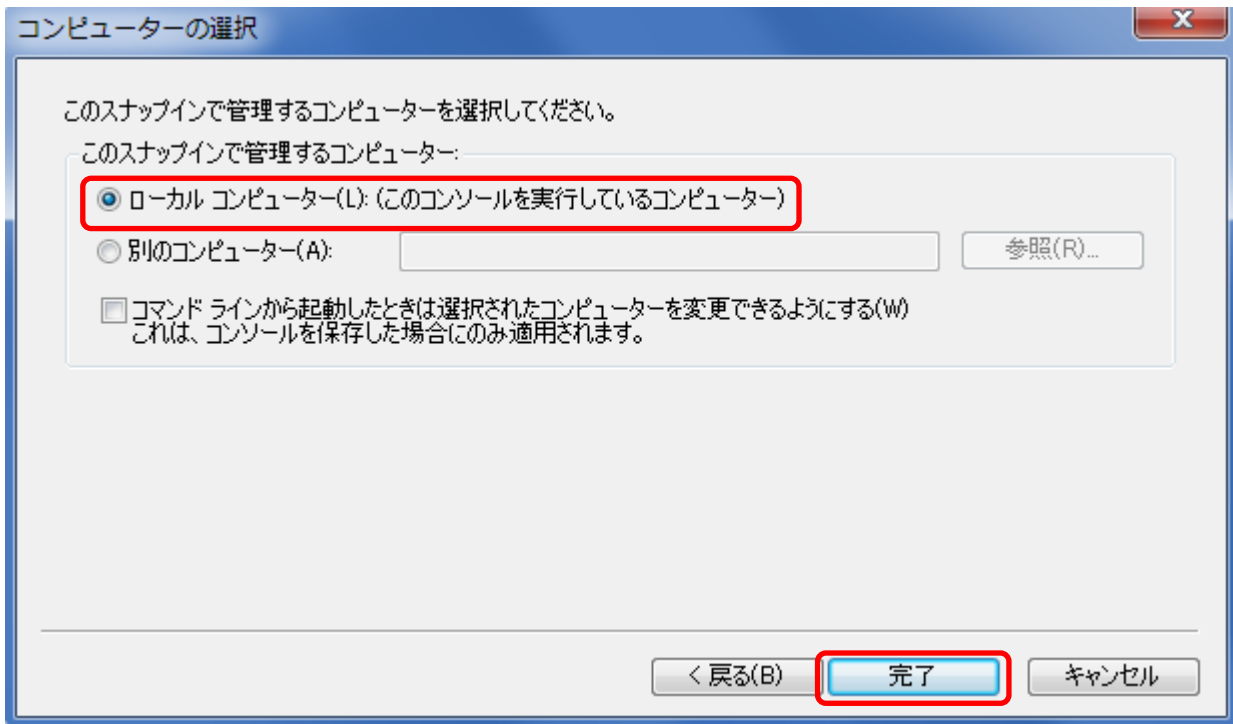 コンピューターの選択
このスナップインで管理するコンピューターを選択してください。
このスナップインで管理するコンピューター:
ローカル コンピューター(L): (このコンソールを実行しているコンピューター)
別のコンピューター(A):
参照(R)...
コマンド ラインから起動したときは選択されたコンピューターを変更できるようにする(W)
これは、コンソールを保存した場合にのみ適用されます。
< 戻る(B)
完了
キャンセル